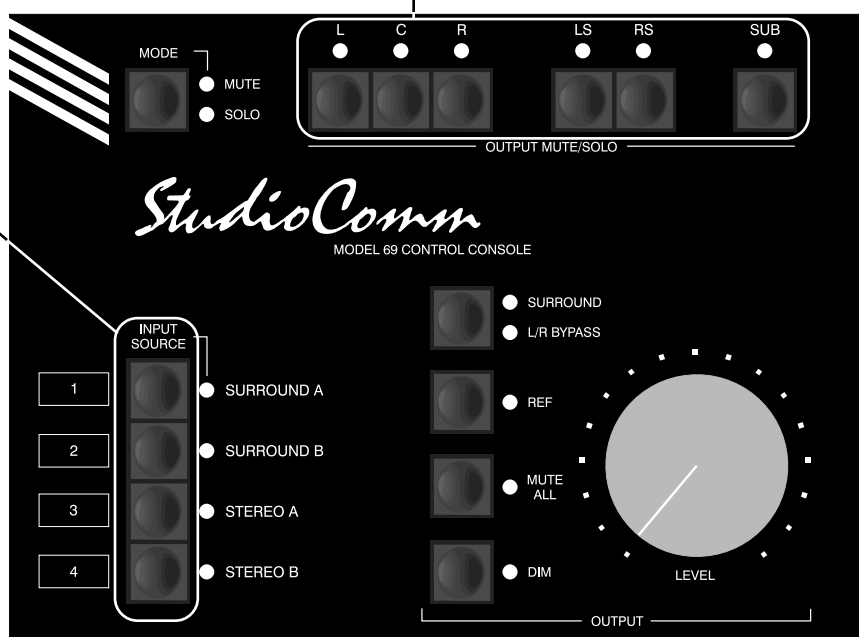 L C R LS RS SUB
MODE
MUTE
SOLO
OUTPUT MUTE/SOLO
StudioComm
MODEL 69 CONTROL CONSOLE
INPUT
SOURCE
1 SURROUND A
2 SURROUND B
3 STEREO A
4 STEREO B
SURROUND
L/R BYPASS
REF
MUTE
ALL
DIM
LEVEL
OUTPUT